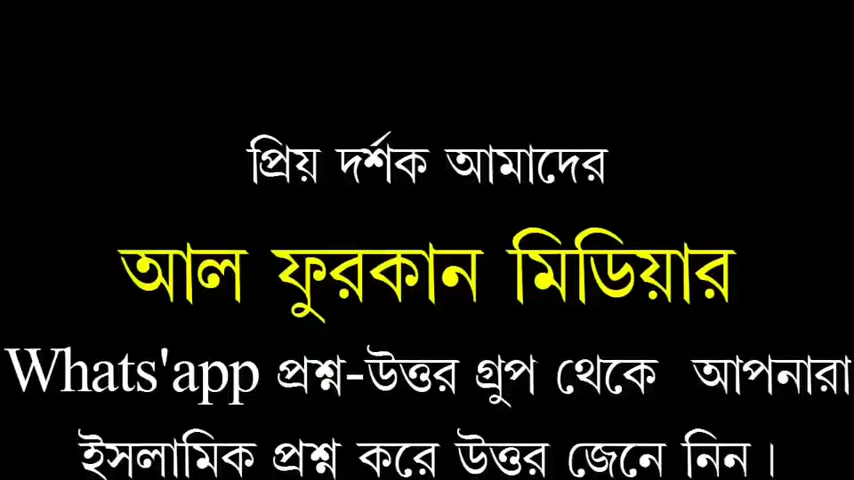 প্রিয় দর্শক আমাদের
আল ফুরকান মিডিয়ার
Whats'app প্রশ্ন-উত্তর গ্রুপ থেকে আপনারা
ইসলামিক প্রশ্ন করে উত্তর জেনে নিন।